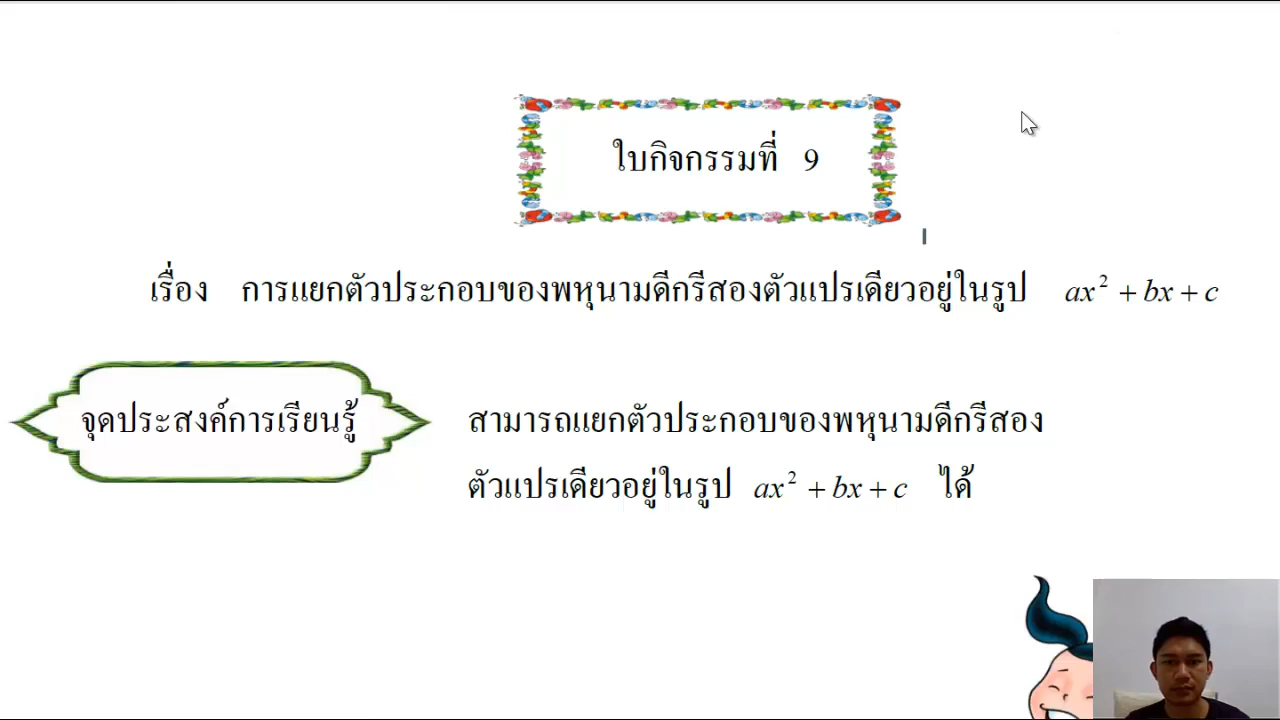 ใบกิจกรรมที่ 9
เรื่อง การแยกตัวประกอบของพหุนามดีกรีสองตัวแปรเดียวอยู่ในรูป ax² + bx + c
จุดประสงค์การเรียนรู้
สามารถแยกตัวประกอบของพหุนามดีกรีสอง
ตัวแปรเดียวอยู่ในรูป ax² + bx + c ได้